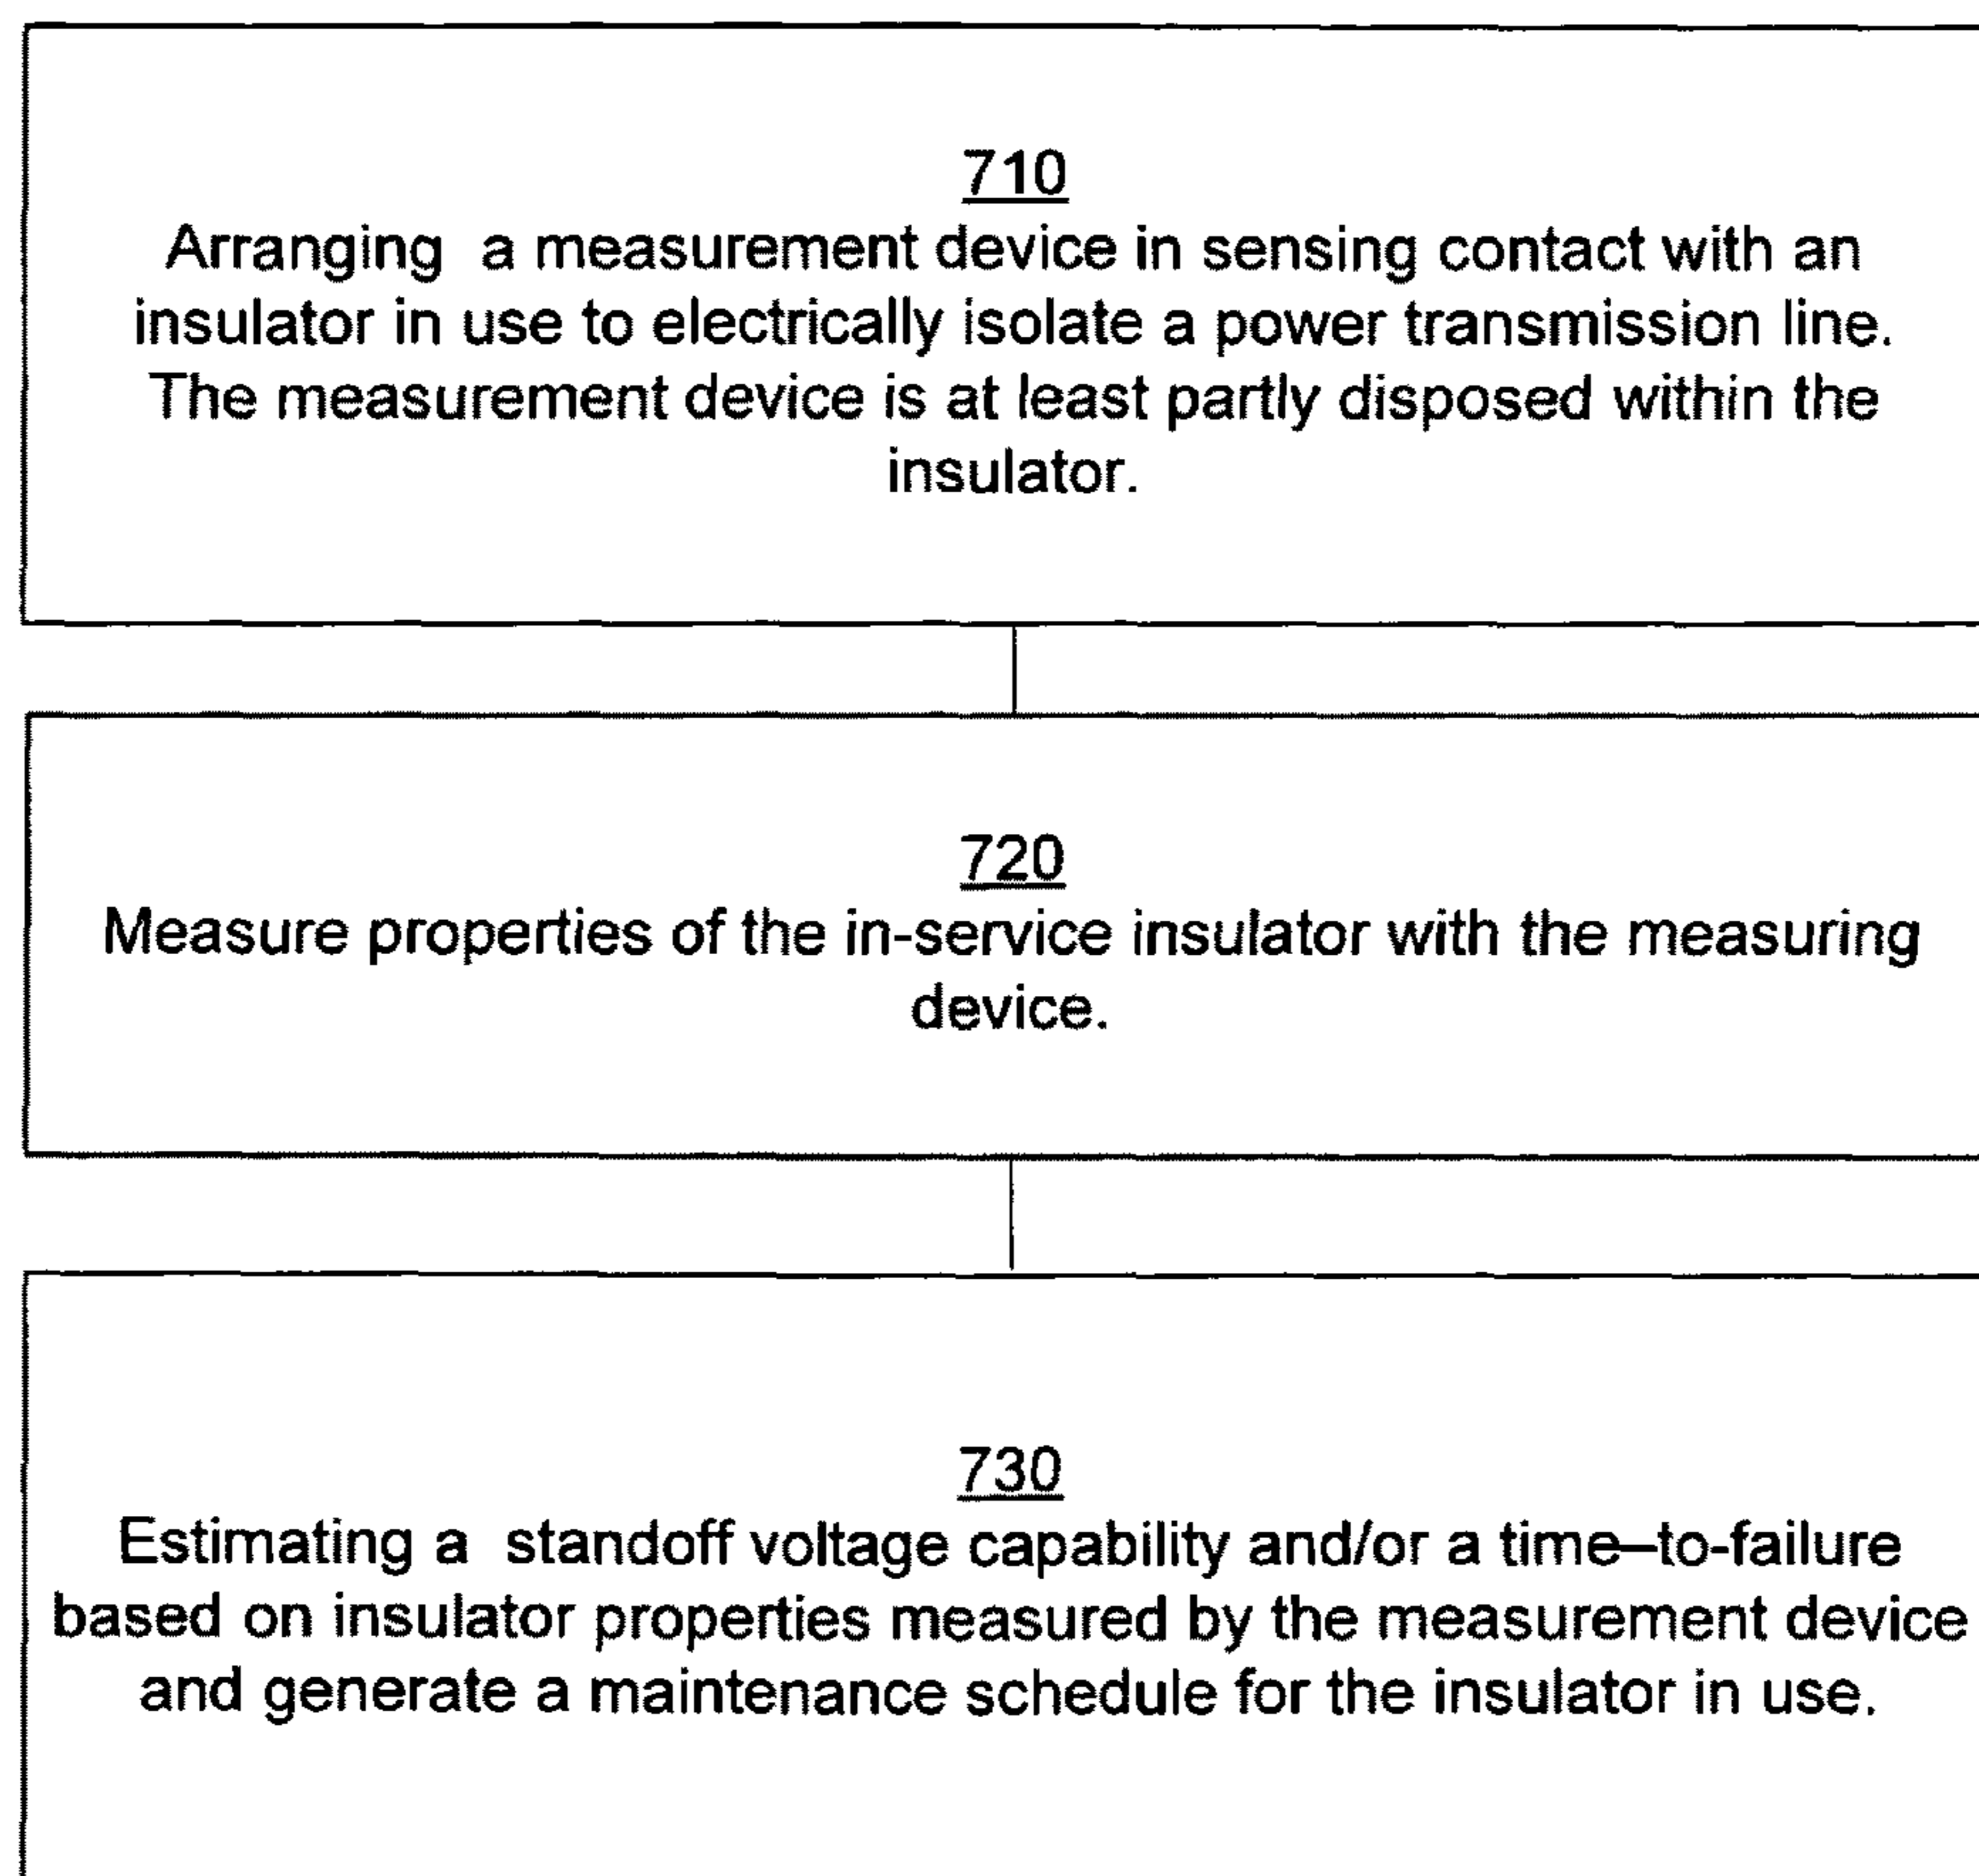 710
Arranging a measurement device in sensing contact with an
insulator in use to electrically isolate a power transmission line.
The measurement device is at least partly disposed within the
insulator.
720
Measure properties of the in-service insulator with the measuring
device.
730
Estimating a standoff voltage capability and/or a time–to-failure
based on insulator properties measured by the measurement device
and generate a maintenance schedule for the insulator in use.